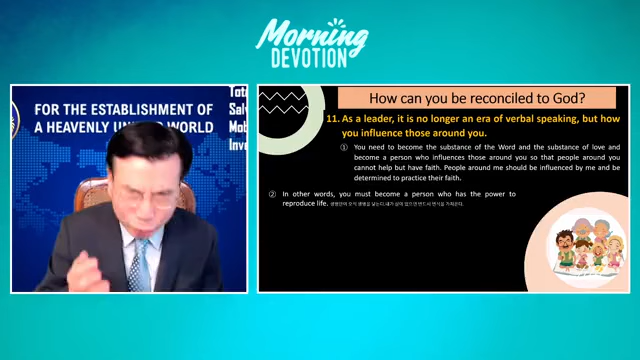 Morning
DEVOTION
Tota
Salv
Mob
Inv
FOR THE ESTABLISHMENT OF
A HEAVENLY UN WORLD
How can you be reconciled to God?
11. As a leader, it is no longer an era of verbal speaking, but how
you influence those around you.
① You need to become the substance of the Word and the substance of love and
become a person who influences those around you so that people around you
cannot help but have faith. People around me should be influenced by me and be
determined to practice their faith.
② In other words, you must become a person who has the power to
reproduce life.